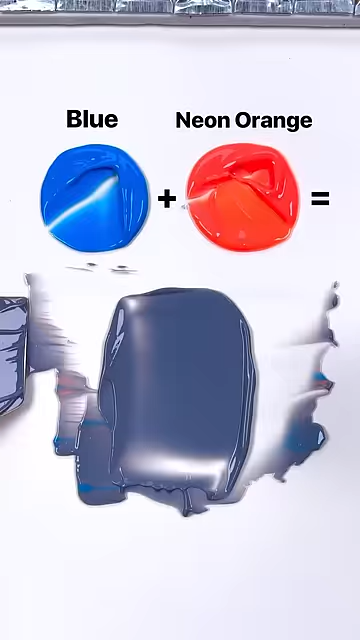 Blue Neon Orange
+ =